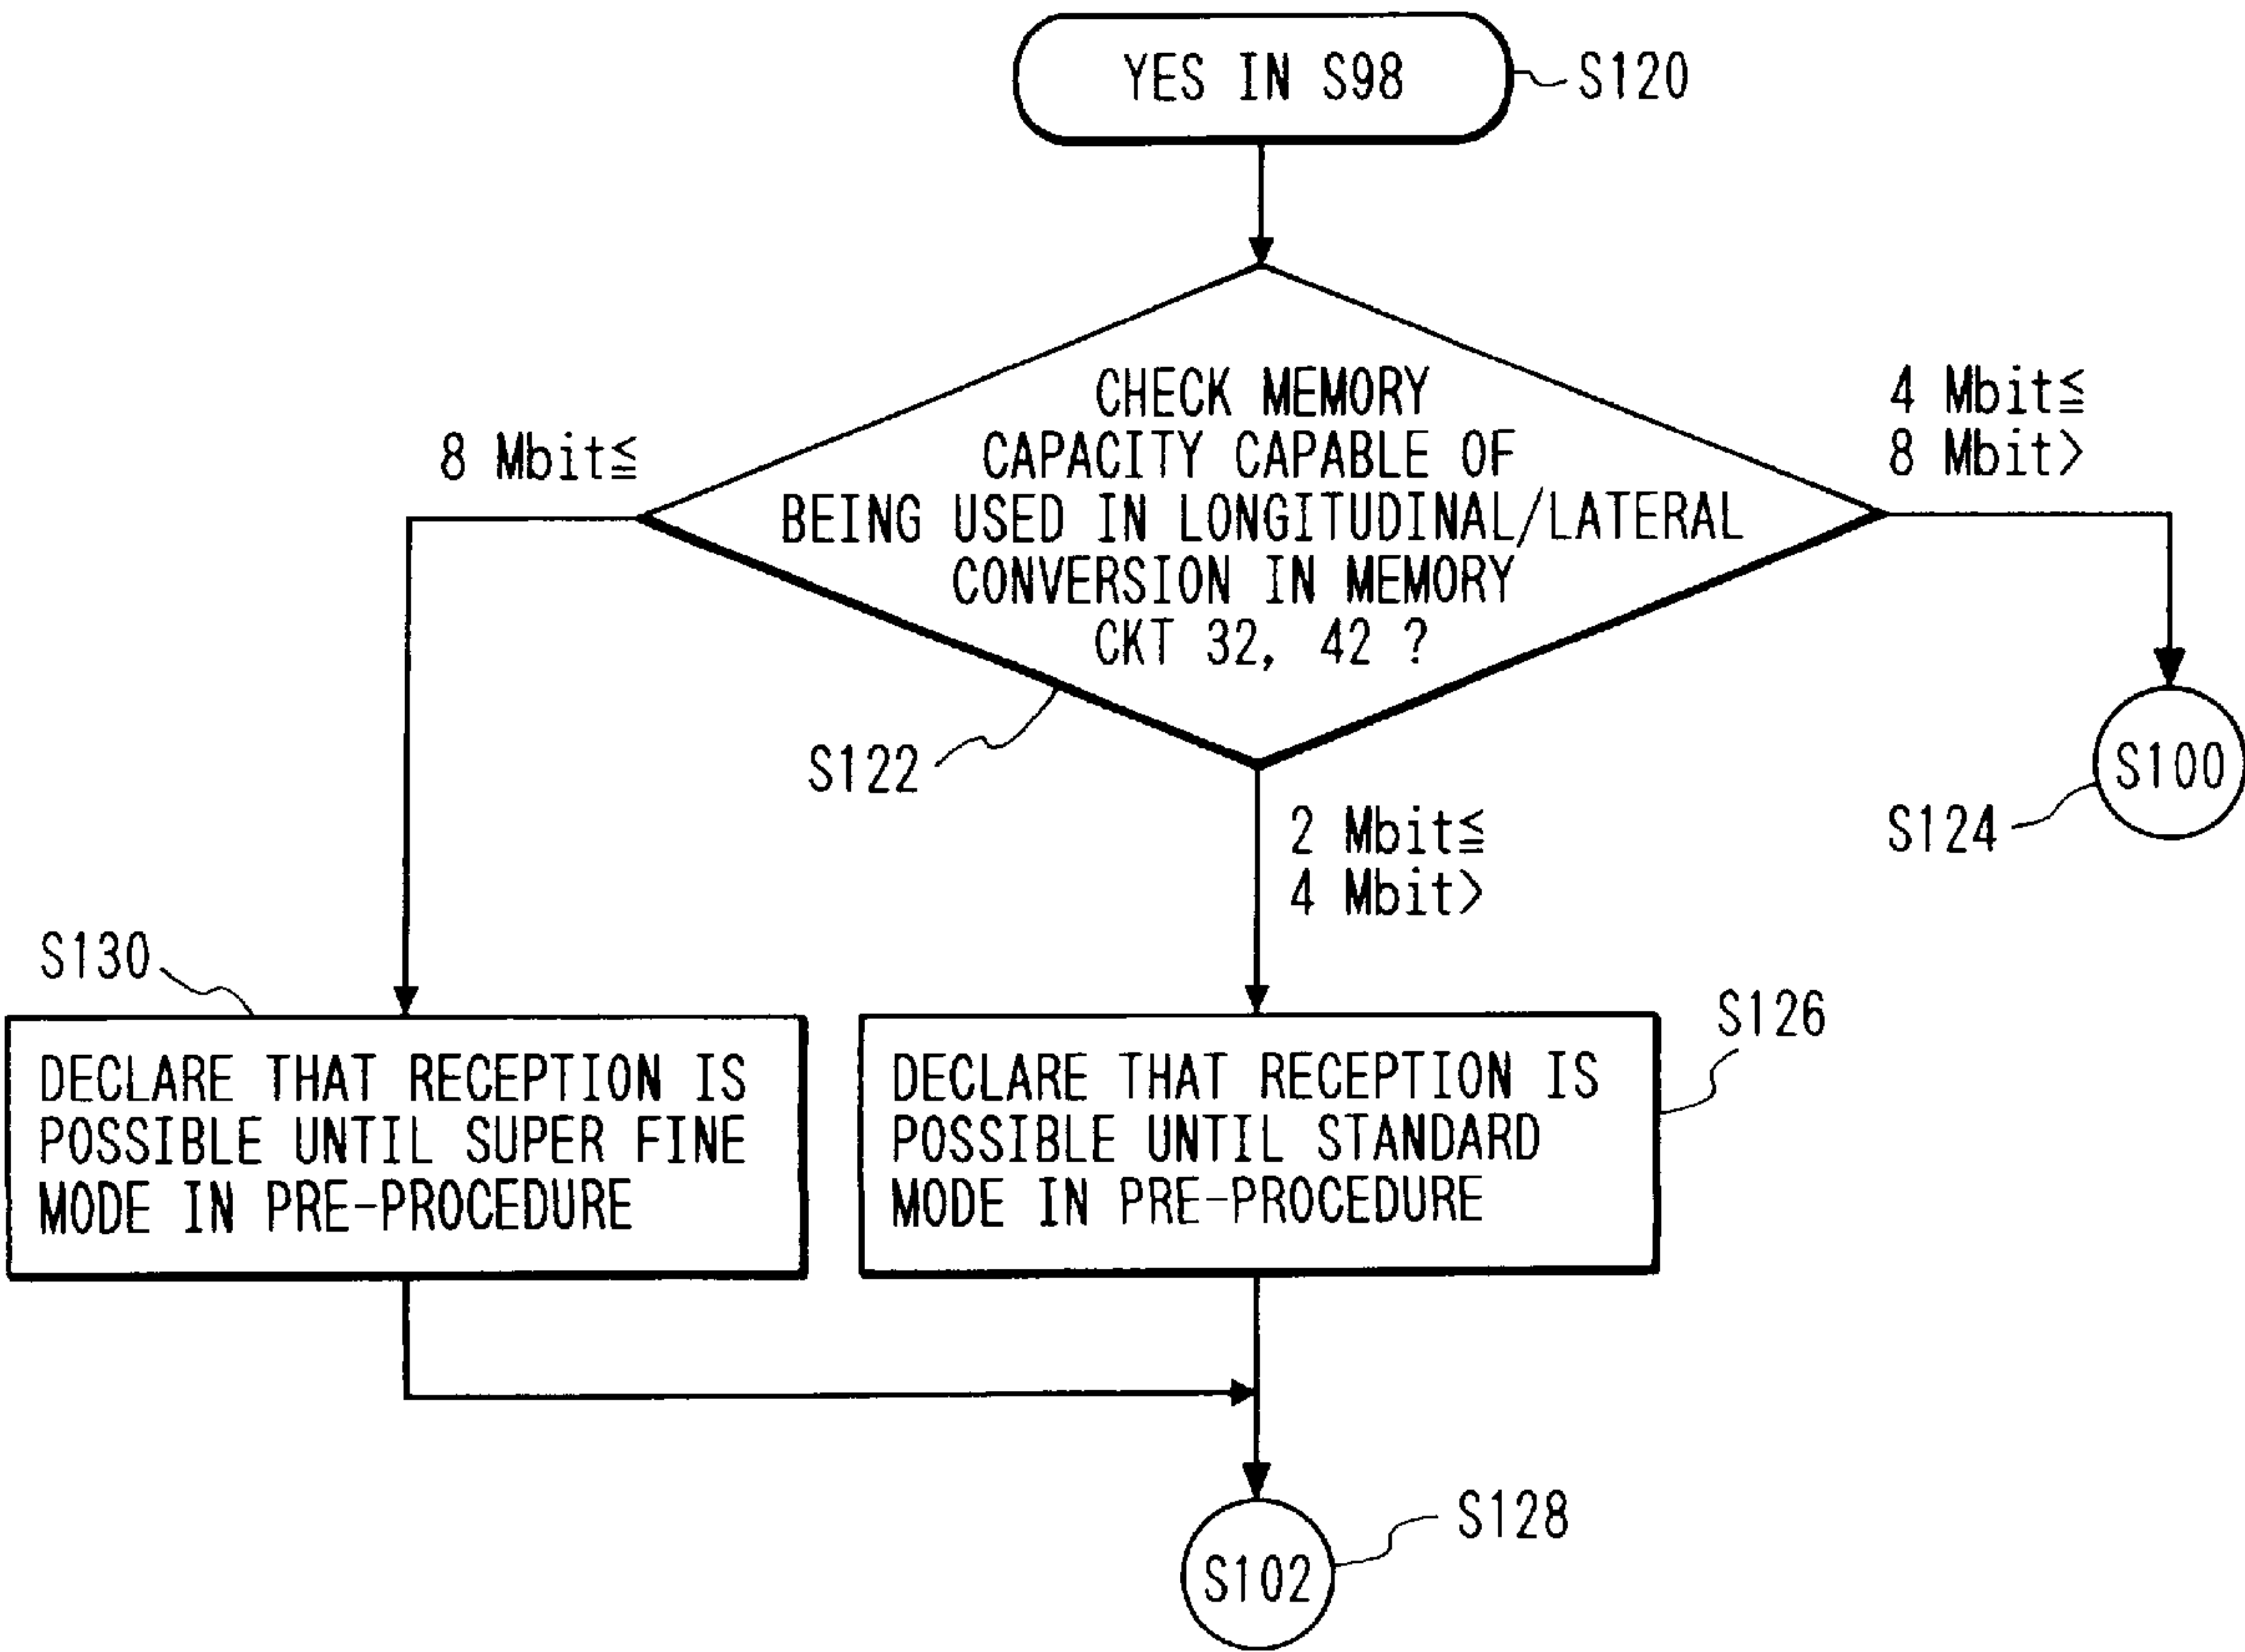 YES IN S98
S120
CHECK MEMORY
CAPACITY CAPABLE OF
BEING USED IN LONGITUDINAL/LATERAL
CONVERSION IN MEMORY
CKT 32, 42 ?
8 Mbit≦
4 Mbit≦
8 Mbit>
S122
S100
S124
2 Mbit≦
4 Mbit>
S130
DECLARE THAT RECEPTION IS
POSSIBLE UNTIL SUPER FINE
MODE IN PRE-PROCEDURE
S126
DECLARE THAT RECEPTION IS
POSSIBLE UNTIL STANDARD
MODE IN PRE-PROCEDURE
S128
S102